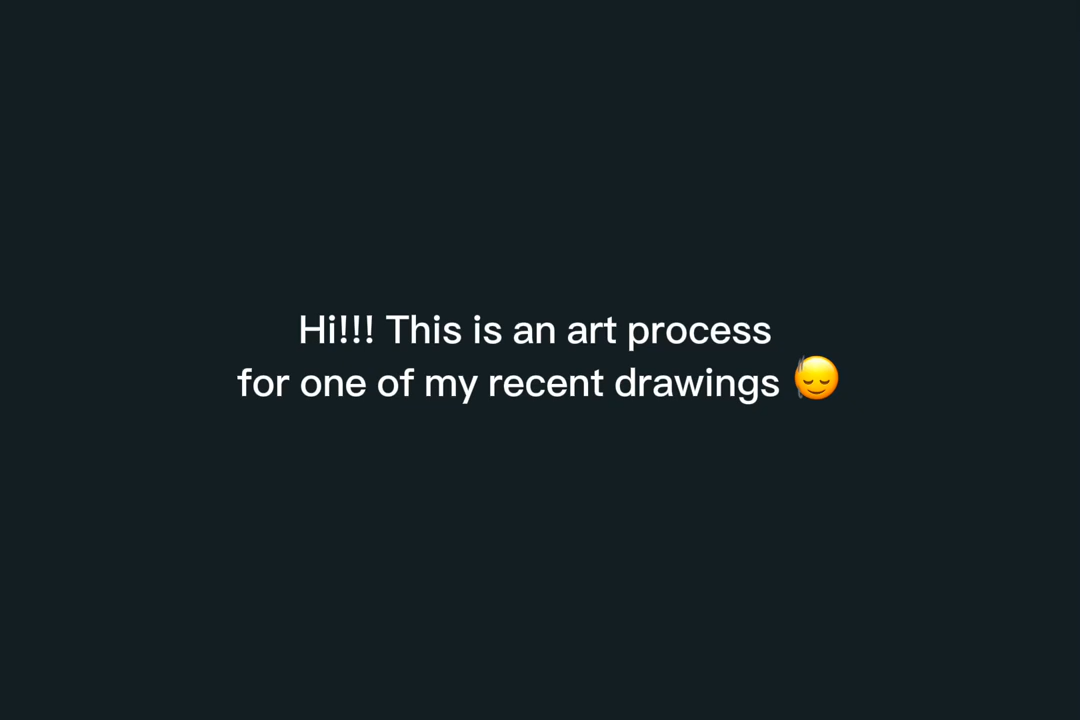 Hi!!! This is an art process
for one of my recent drawings 😌